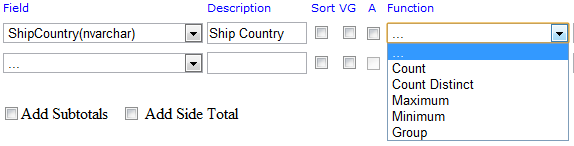 Field Description Sort VG A Function
ShipCountry(nvarchar) Ship Country ...
... ...
Count
Count Distinct
Maximum
Minimum
Group
Add Subtotals Add Side Total